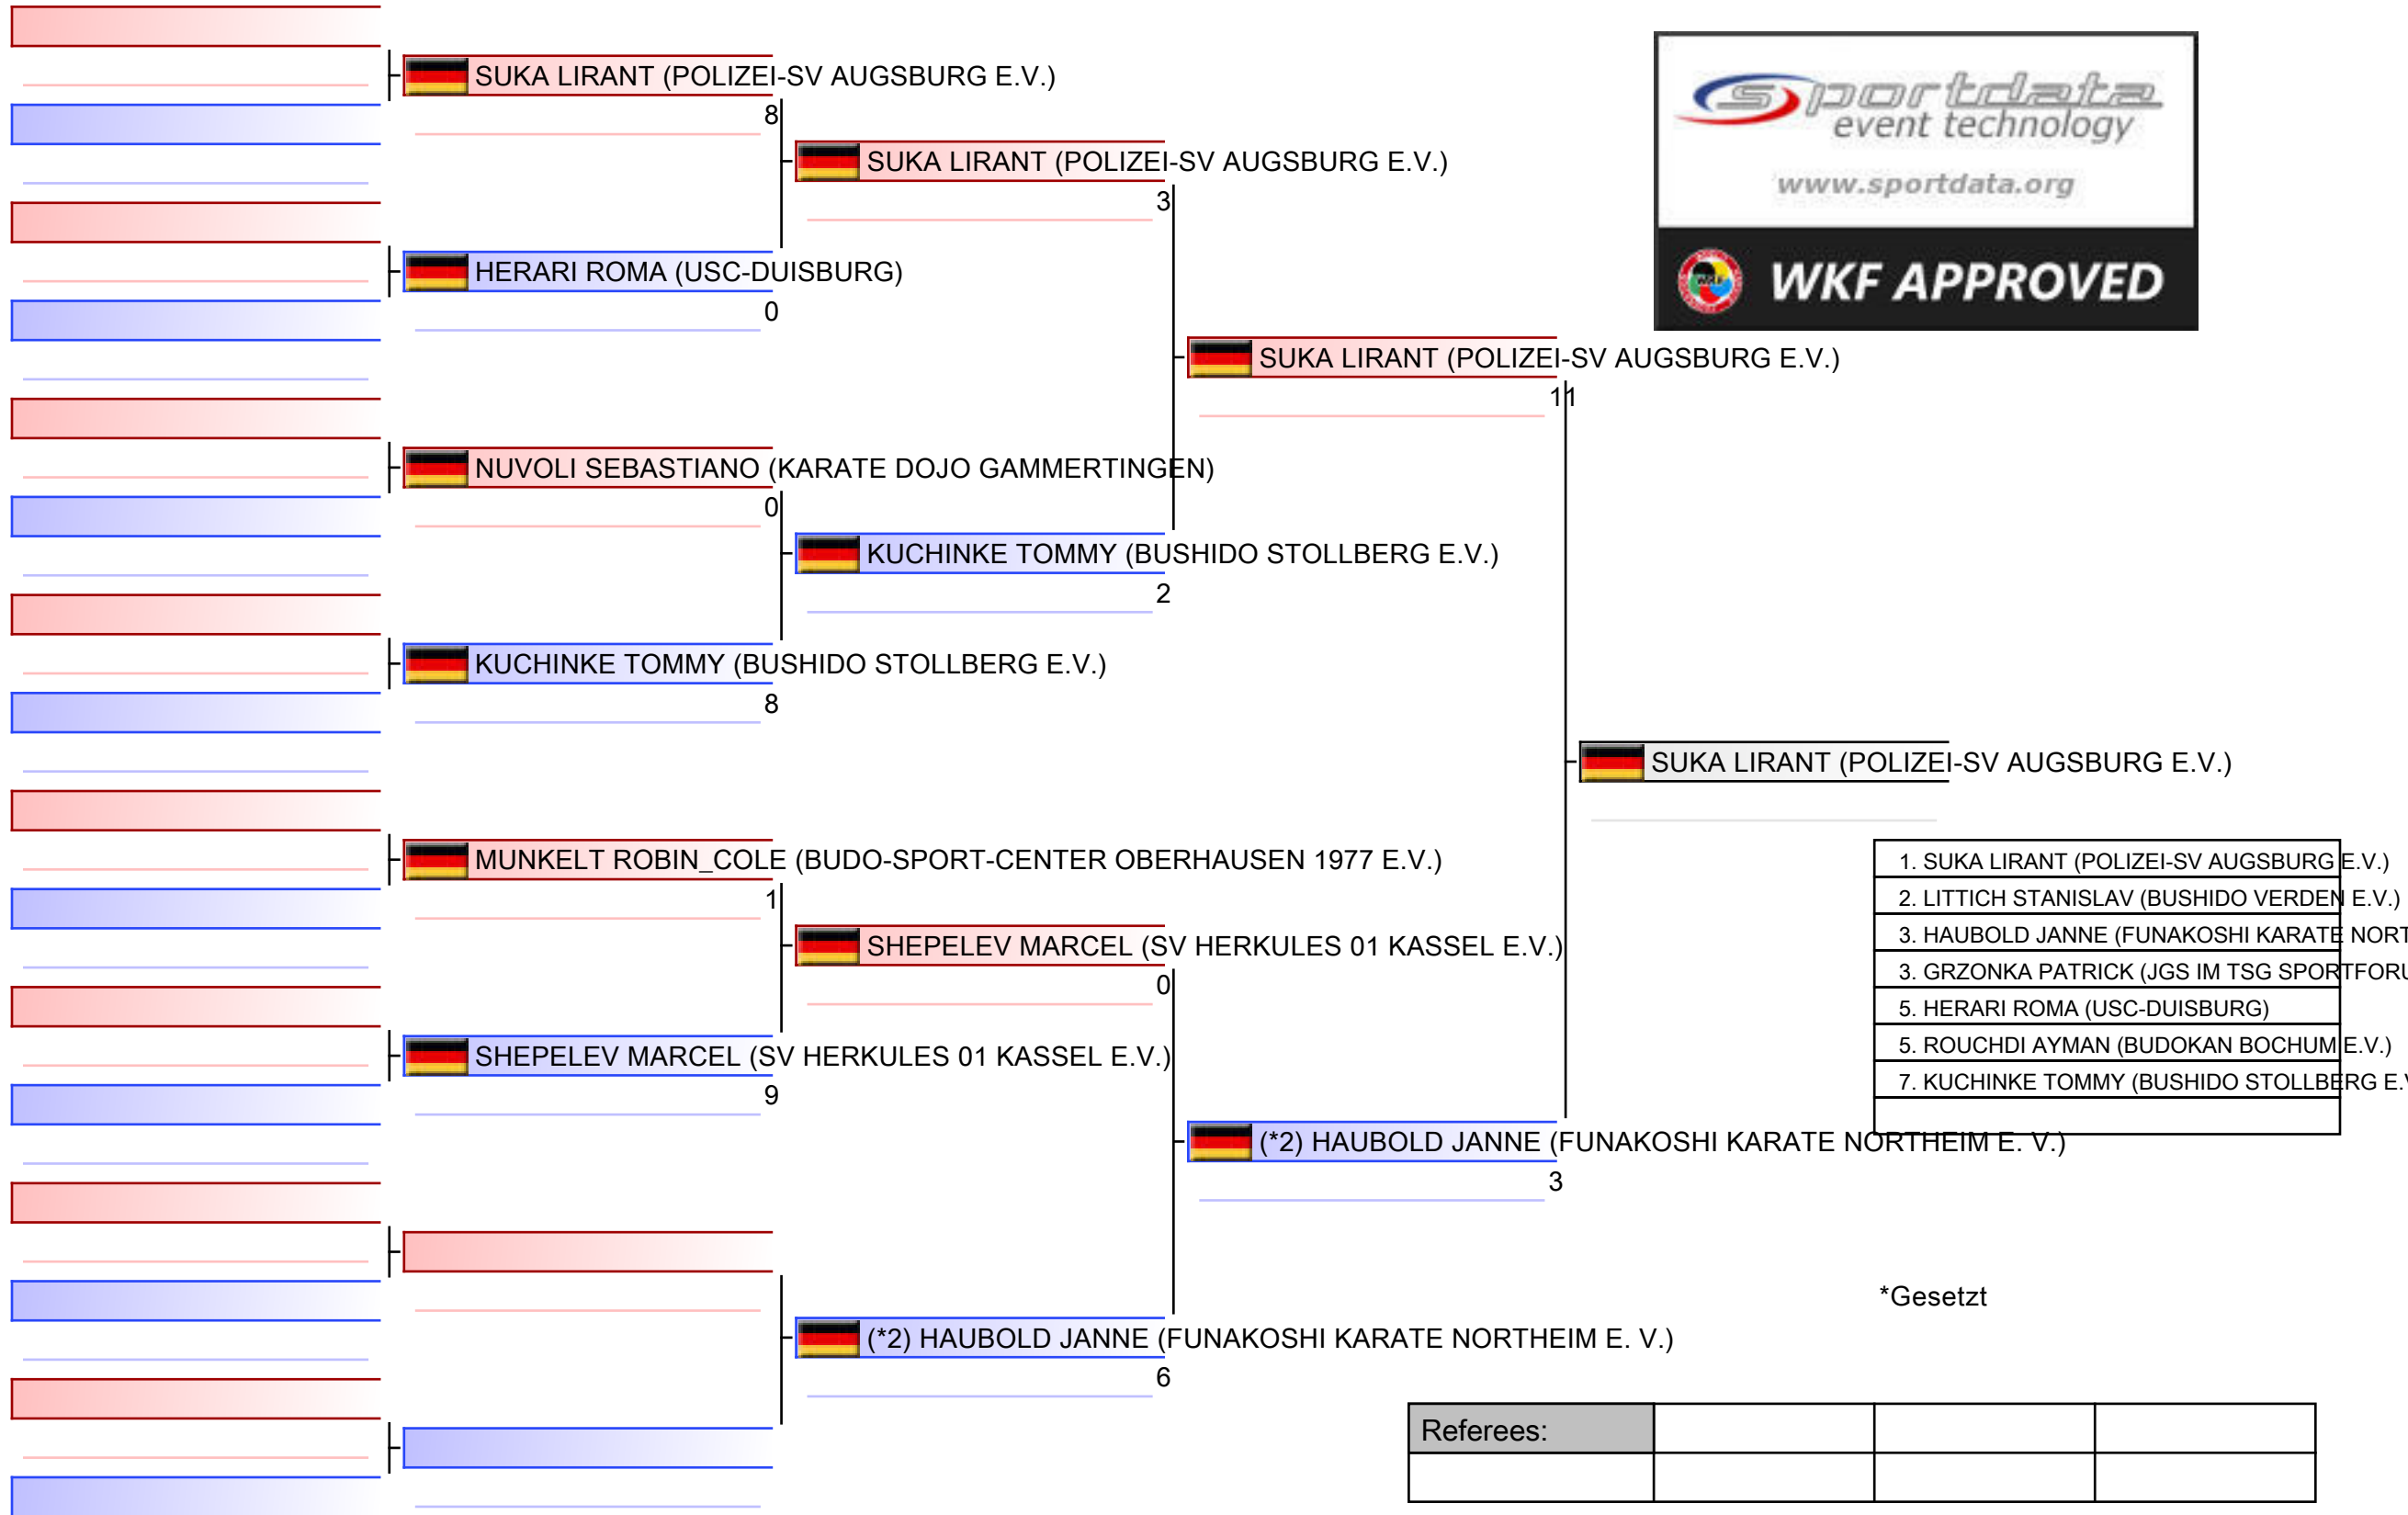 SUKA LIRANT (POLIZEI-SV AUGSBURG E.V.)
8
HERARI ROMA (USC-DUISBURG)
0
NUVOLI SEBASTIANO (KARATE DOJO GAMMERTINGEN)
0
KUCHINKE TOMMY (BUSHIDO STOLLBERG E.V.)
8
MUNKELT ROBIN_COLE (BUDO-SPORT-CENTER OBERHAUSEN 1977 E.V.)
1
SHEPELEV MARCEL (SV HERKULES 01 KASSEL E.V.)
9
SUKA LIRANT (POLIZEI-SV AUGSBURG E.V.)
3
KUCHINKE TOMMY (BUSHIDO STOLLBERG E.V.)
2
SHEPELEV MARCEL (SV HERKULES 01 KASSEL E.V.)
0
(*2) HAUBOLD JANNE (FUNAKOSHI KARATE NORTHEIM E. V.)
6
SUKA LIRANT (POLIZEI-SV AUGSBURG E.V.)
11
(*2) HAUBOLD JANNE (FUNAKOSHI KARATE NORTHEIM E. V.)
3
SUKA LIRANT (POLIZEI-SV AUGSBURG E.V.)
sportdata
event technology
www.sportdata.org
WKF
WKF APPROVED
1. SUKA LIRANT (POLIZEI-SV AUGSBURG E.V.)
2. LITTICH STANISLAV (BUSHIDO VERDEN E.V.)
3. HAUBOLD JANNE (FUNAKOSHI KARATE NORT
3. GRZONKA PATRICK (JGS IM TSG SPORTFORU
5. HERARI ROMA (USC-DUISBURG)
5. ROUCHDI AYMAN (BUDOKAN BOCHUM E.V.)
7. KUCHINKE TOMMY (BUSHIDO STOLLBERG E.V
*Gesetzt
Referees: